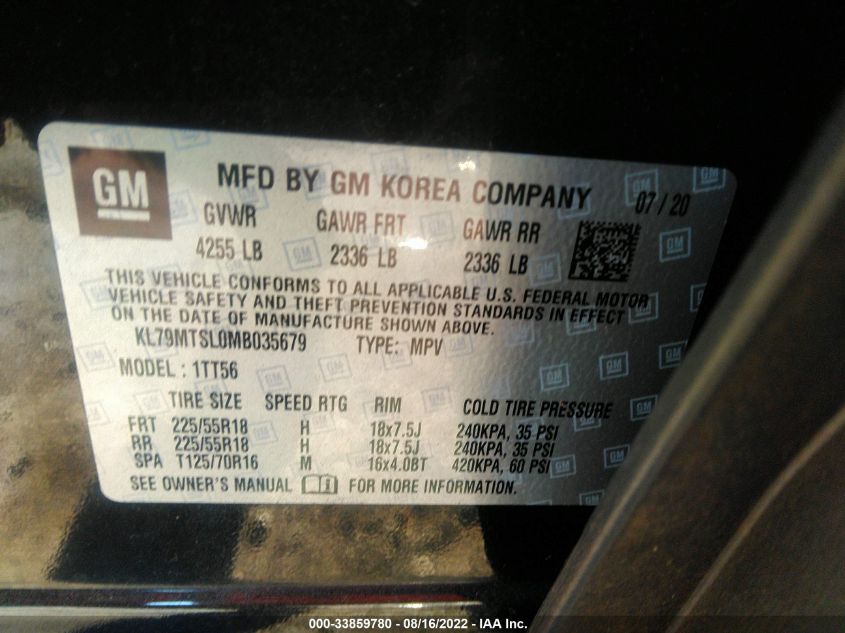 GM
MFD BY GM KOREA COMPANY 07/20
GVWR GAWR FRT GAWR RR
4255 LB 2336 LB 2336 LB
THIS VEHICLE CONFORMS TO ALL APPLICABLE U.S. FEDERAL MOTOR
VEHICLE SAFETY AND THEFT PREVENTION STANDARDS IN EFFECT
ON THE DATE OF MANUFACTURE SHOWN ABOVE.
KL79MTSL0MB035679 TYPE: MPV
MODEL : 1TT56
TIRE SIZE SPEED RTG RIM COLD TIRE PRESSURE
FRT 225/55R18 H 18x7.5J 240KPA, 35 PSI
RR 225/55R18 H 18x7.5J 240KPA, 35 PSI
SPA T125/70R16 M 16x4.0BT 420KPA, 60 PSI
SEE OWNER'S MANUAL FOR MORE INFORMATION.
000-33859780 - 08/16/2022 - IAA Inc.